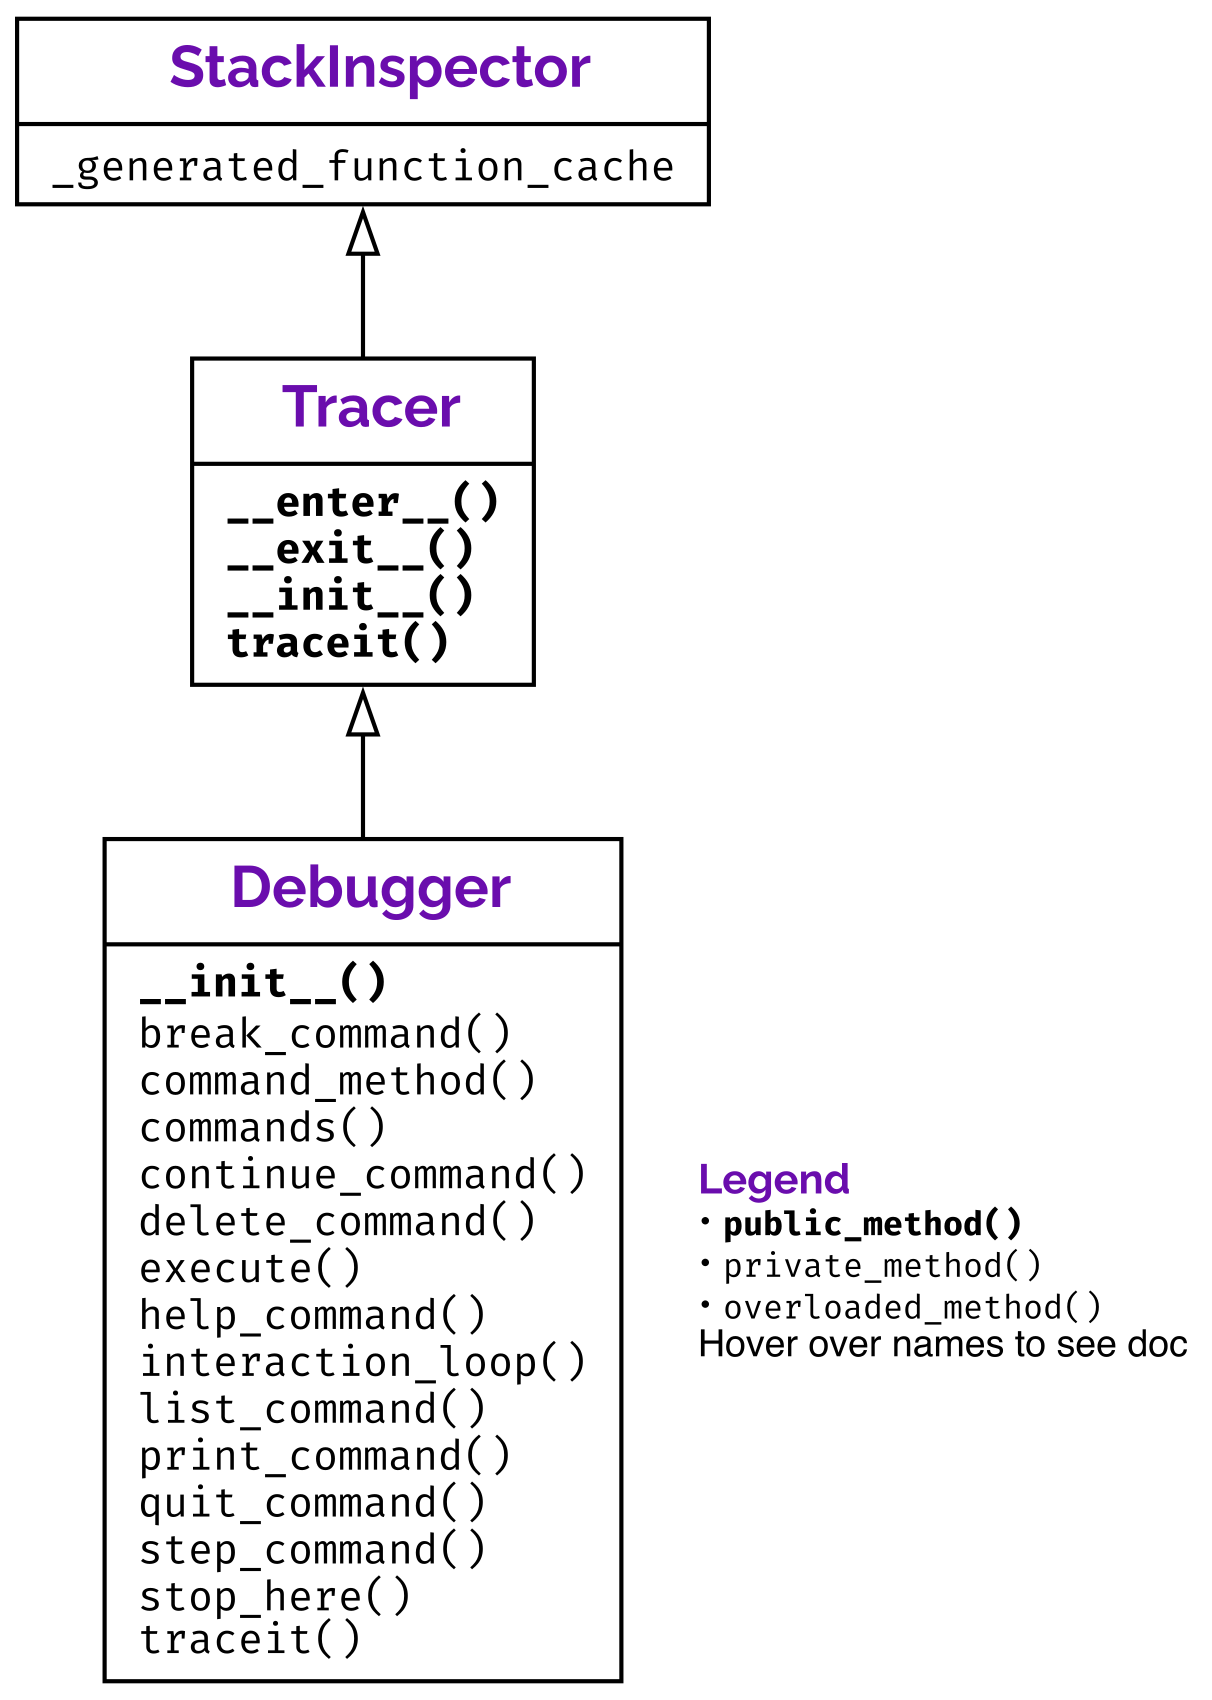 StackInspector
_generated_function_cache
Tracer
__enter__()
__exit__()
__init__()
traceit()
Debugger
__init__()
break_command()
command_method()
commands()
continue_command()
delete_command()
execute()
help_command()
interaction_loop()
list_command()
print_command()
quit_command()
step_command()
stop_here()
traceit()
Legend
• public_method()
• private_method()
• overloaded_method()
Hover over names to see doc